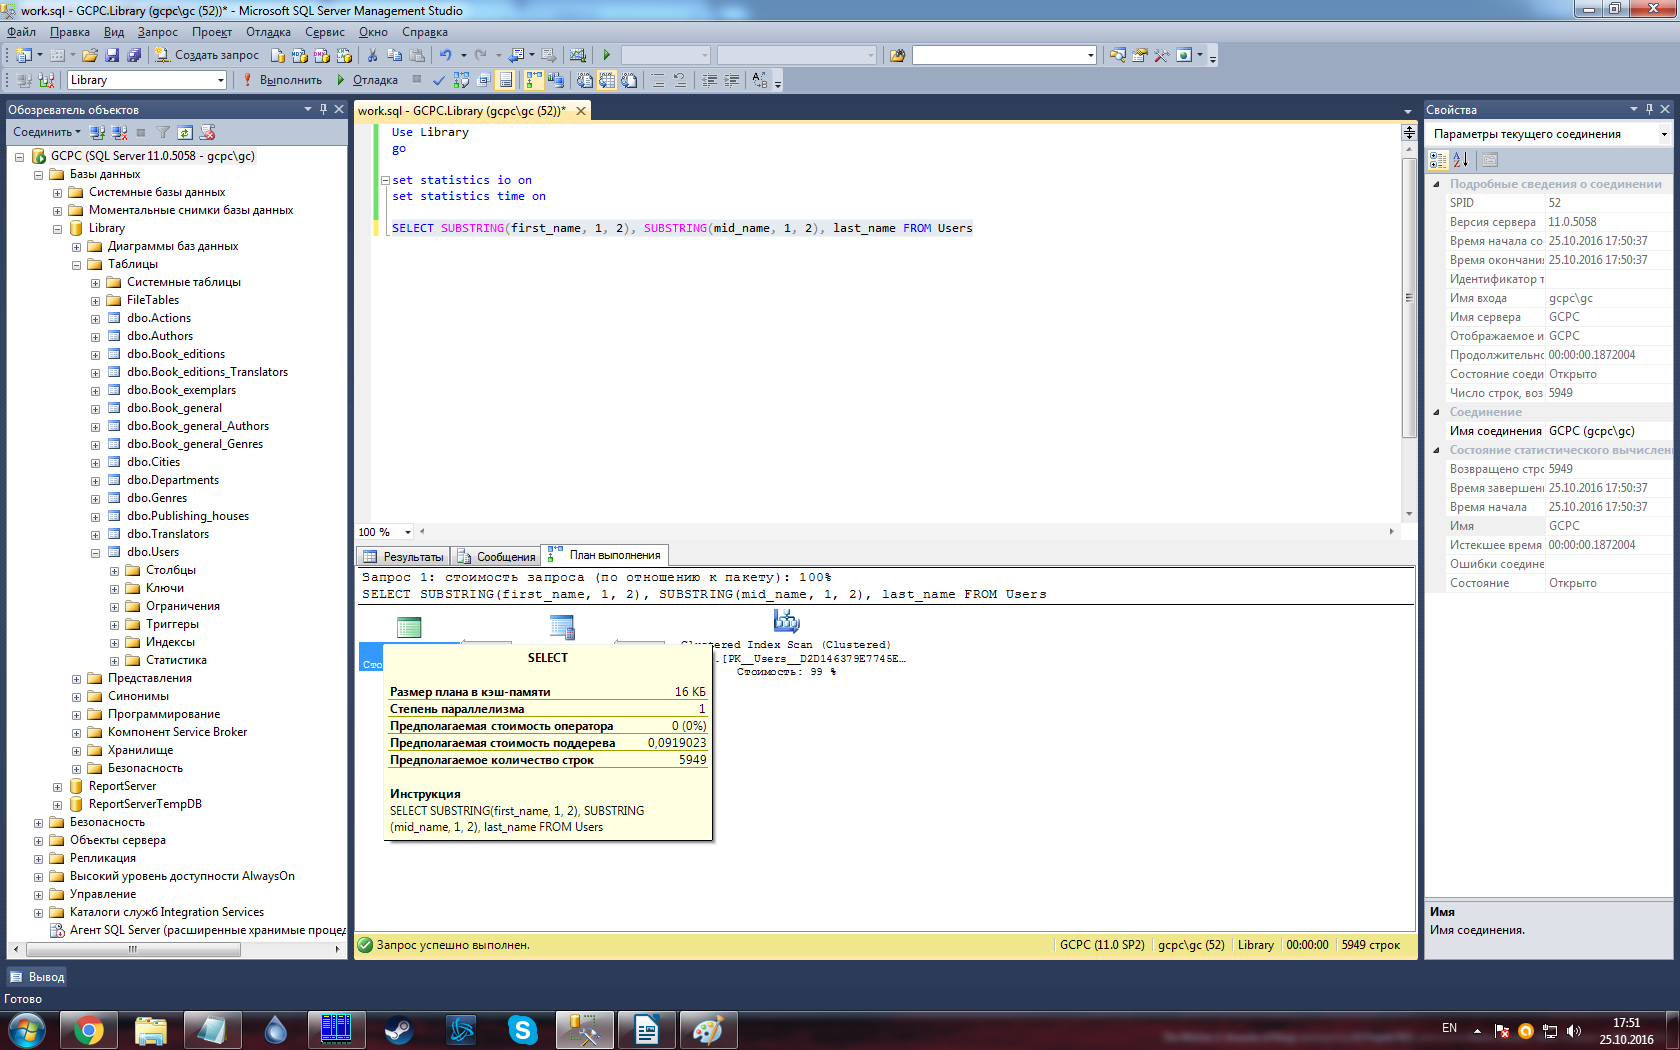 work.sql - GCPC.Library (gcpc\gc (52))* - Microsoft SQL Server Management Studio
Файл Правка Вид Запрос Проект Отладка Сервис Окно Справка
Создать запрос
Library Выполнить Отладка
Обозреватель объектов
Соединить
GCPC (SQL Server 11.0.5058 - gcpc\gc)
Базы данных
Системные базы данных
Моментальные снимки базы данных
Library
Диаграммы баз данных
Таблицы
Системные таблицы
FileTables
dbo.Actions
dbo.Authors
dbo.Book_editions
dbo.Book_editions_Translators
dbo.Book_exemplars
dbo.Book_general
dbo.Book_general_Authors
dbo.Book_general_Genres
dbo.Cities
dbo.Departments
dbo.Genres
dbo.Publishing_houses
dbo.Translators
dbo.Users
Столбцы
Ключи
Ограничения
Триггеры
Индексы
Статистика
Представления
Синонимы
Программирование
Компонент Service Broker
Хранилище
Безопасность
ReportServer
ReportServerTempDB
Безопасность
Объекты сервера
Репликация
Высокий уровень доступности AlwaysOn
Управление
Каталоги служб Integration Services
Агент SQL Server (расширенные хранимые процед
work.sql - GCPC.Library (gcpc\gc (52))*
Use Library
go
set statistics io on
set statistics time on
SELECT SUBSTRING(first_name, 1, 2), SUBSTRING(mid_name, 1, 2), last_name FROM Users
100 %
Результаты Сообщения План выполнения
Запрос 1: стоимость запроса (по отношению к пакету): 100%
SELECT SUBSTRING(first_name, 1, 2), SUBSTRING(mid_name, 1, 2), last_name FROM Users
Clustered Index Scan (Clustered)
.[PK__Users__D2D146379E7745E…
Стоимость: 99 %
Сто
SELECT
Размер плана в кэш-памяти 16 КБ
Степень параллелизма 1
Предполагаемая стоимость оператора 0 (0%)
Предполагаемая стоимость поддерева 0,0919023
Предполагаемое количество строк 5949
Инструкция
SELECT SUBSTRING(first_name, 1, 2), SUBSTRING
(mid_name, 1, 2), last_name FROM Users
Запрос успешно выполнен. GCPC (11.0 SP2) gcpc\gc (52) Library 00:00:00 5949 строк
Свойства
Параметры текущего соединения
Подробные сведения о соединении
SPID 52
Версия сервера 11.0.5058
Время начала со 25.10.2016 17:50:37
Время окончани 25.10.2016 17:50:37
Идентификатор т
Имя входа gcpc\gc
Имя сервера GCPC
Отображаемое и GCPC
Продолжительно 00:00:00.1872004
Состояние соеди Открыто
Число строк, воз 5949
Соединение
Имя соединения GCPC (gcpc\gc)
Состояние статистического вычислен
Возвращено стро 5949
Время завершен 25.10.2016 17:50:37
Время начала 25.10.2016 17:50:37
Имя GCPC
Истекшее время 00:00:00.1872004
Ошибки соедине
Состояние Открыто
Имя
Имя соединения.
Вывод
Готово
EN
17:51
25.10.2016